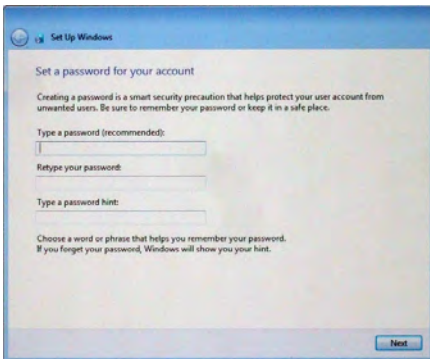 Set Up Windows
Set a password for your account
Creating a password is a smart security precaution that helps protect your user account from
unwanted users. Be sure to remember your password or keep it in a safe place.
Type a password (recommended):
Retype your password:
Type a password hint:
Choose a word or phrase that helps you remember your password.
If you forget your password, Windows will show you your hint.
Next